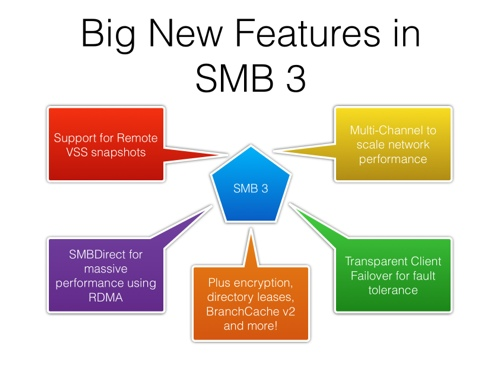 Big New Features in
SMB 3
Support for Remote
VSS snapshots
Multi-Channel to
scale network
performance
SMB 3
SMBDirect for
massive
performance using
RDMA
Plus encryption,
directory leases,
BranchCache v2
and more!
Transparent Client
Failover for fault
tolerance